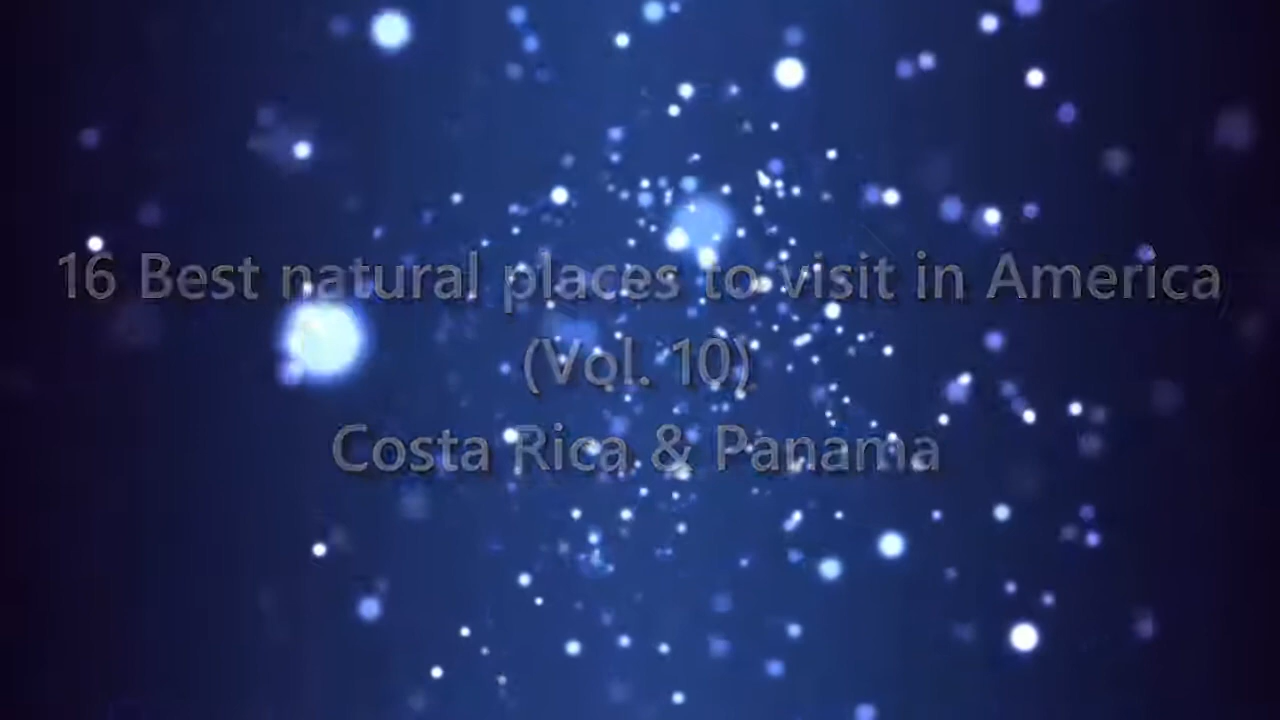 16 Best natural places to visit in America
(Vol. 10)
Costa Rica & Panama